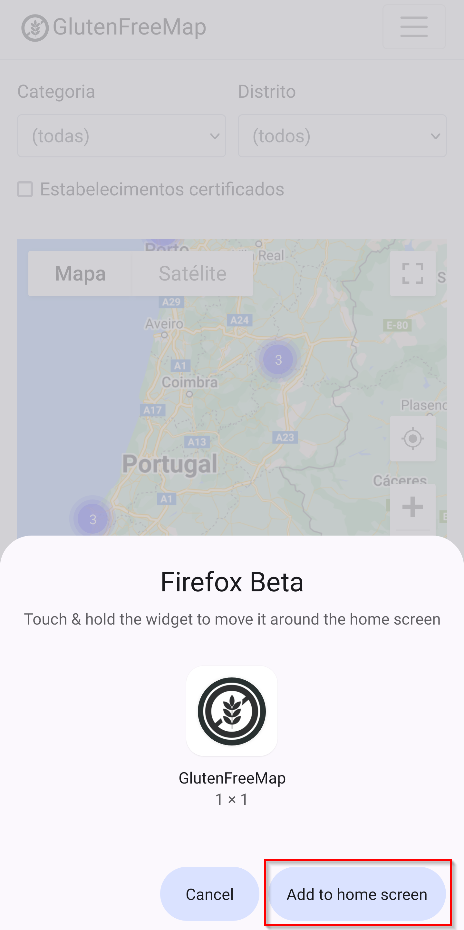 GlutenFreeMap
Categoria
Distrito
(todas)
(todos)
Estabelecimentos certificados
Porto
Real
Mapa
Satélite
S
A29
A24
Aveiro
E-80
3
A1
Coimbra
A17
Plasenc
A13
A23
Portugal
Cáceres
A1
3
Firefox Beta
Touch & hold the widget to move it around the home screen
GlutenFreeMap
1 × 1
Cancel
Add to home screen